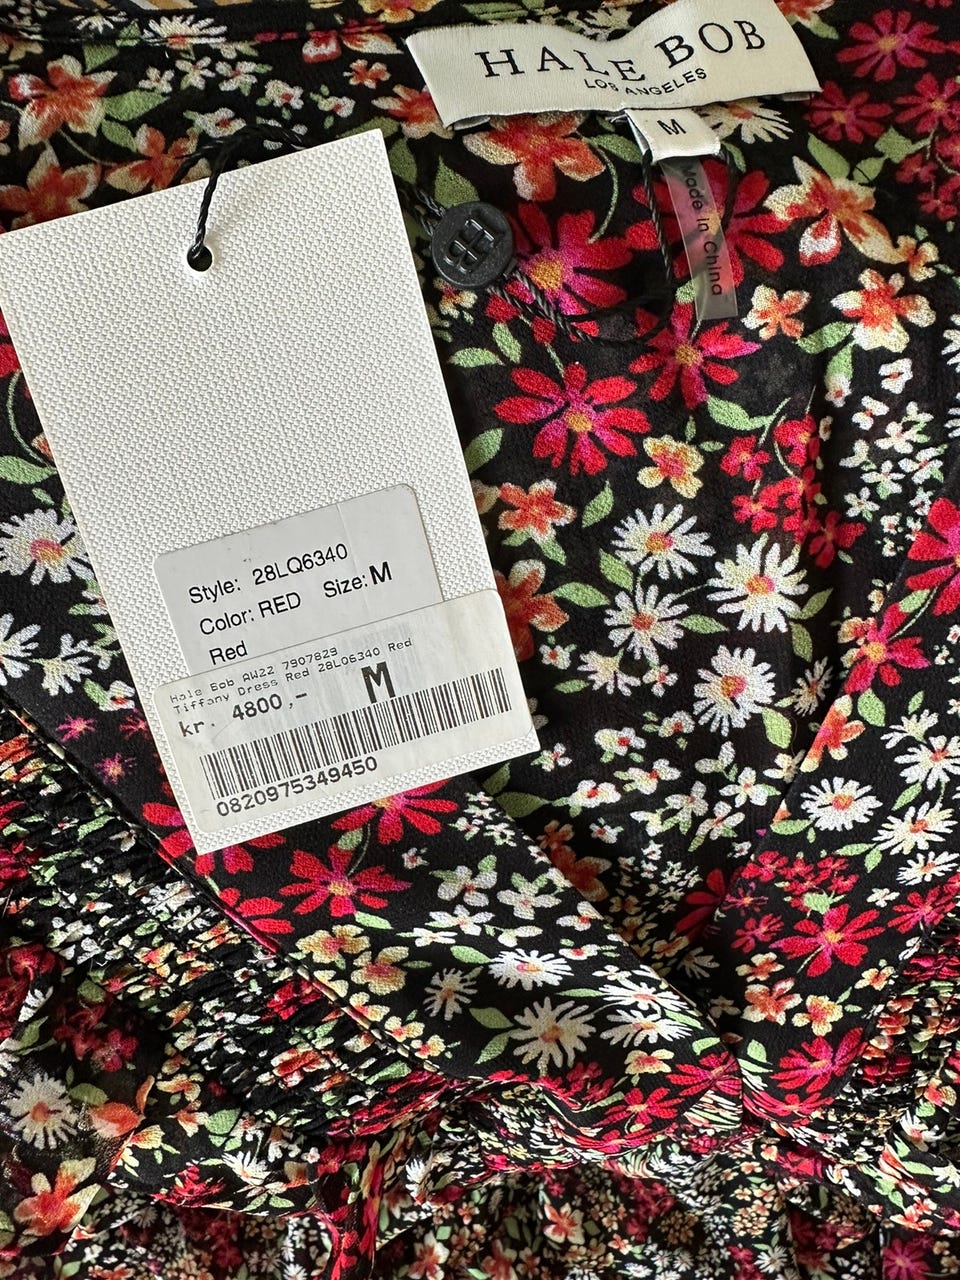 HALE BOB
LOS ANGELES
M
Made in China
Style: 28LQ6340
Color: RED Size: M
Red
Hale Bob AW22 7907829
Tiffany Dress Red 28LO6340 Red
kr. 4800,- M
0820975349450